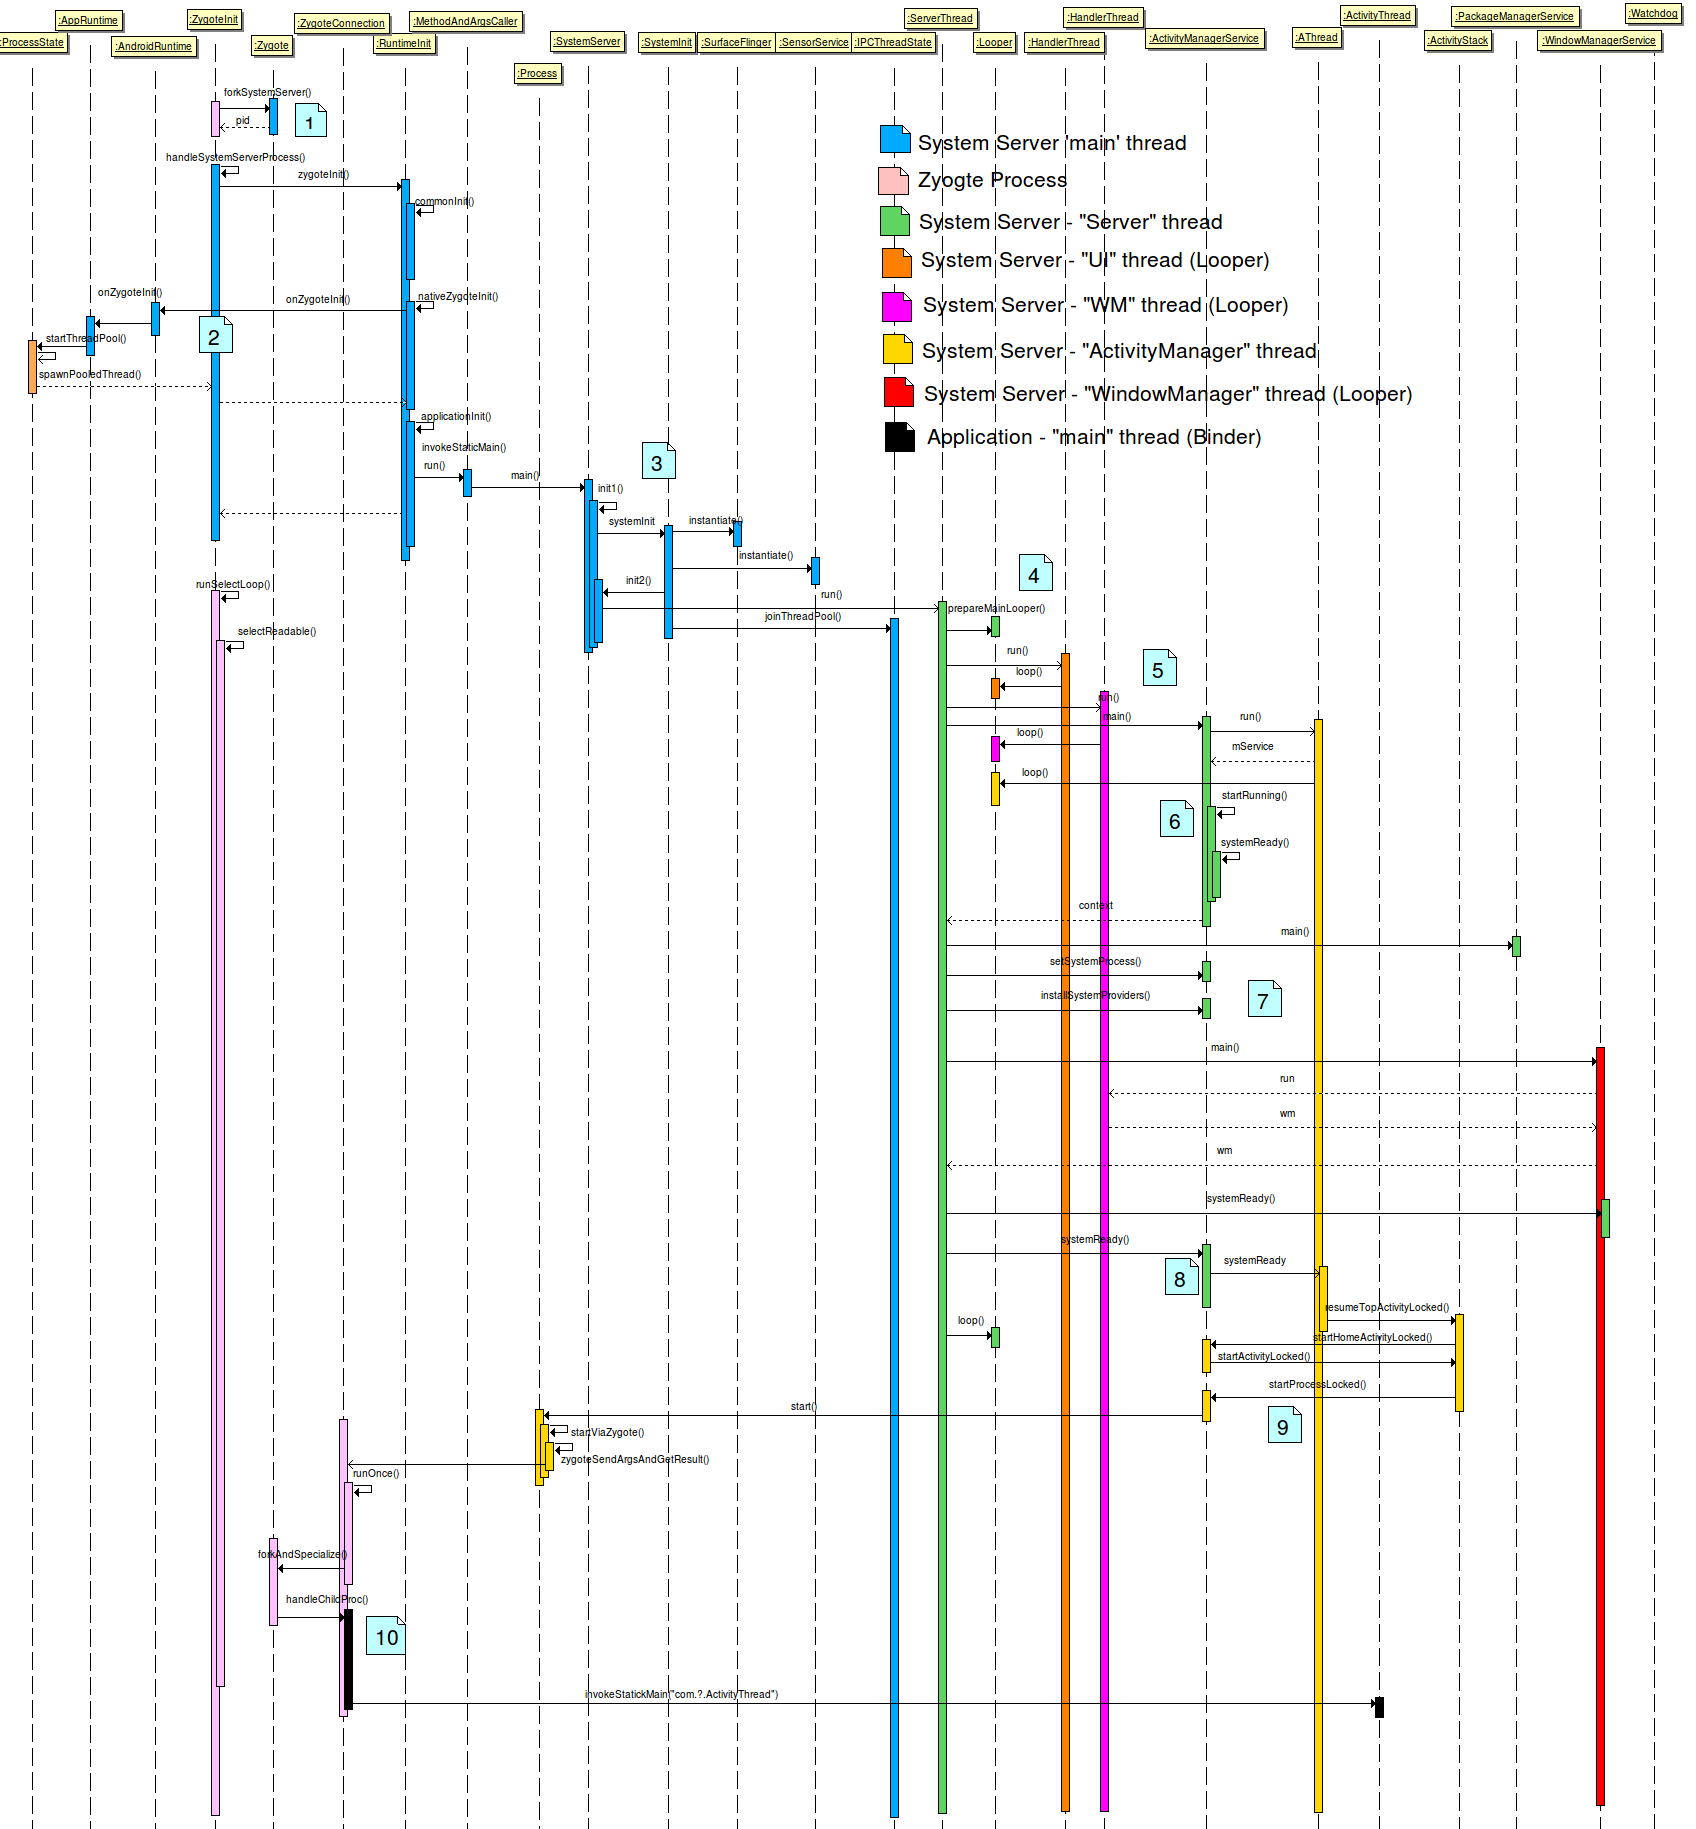 :ProcessState
:AppRuntime
:AndroidRuntime
:ZygoteInit
:Zygote
:ZygoteConnection
:RuntimeInit
:MethodAndArgsCaller
:Process
:SystemServer
:SystemInit
:SurfaceFlinger
:SensorService
:IPCThreadState
:ServerThread
:Looper
:HandlerThread
:HandlerThread
:ActivityManagerService
:AThread
:ActivityThread
:ActivityStack
:PackageManagerService
:WindowManagerService
:Watchdog
forkSystemServer()
pid
1
System Server 'main' thread
Zyogte Process
System Server - "Server" thread
System Server - "UI" thread (Looper)
System Server - "WM" thread (Looper)
System Server - "ActivityManager" thread
System Server - "WindowManager" thread (Looper)
Application - "main" thread (Binder)
handleSystemServerProcess()
zygoteInit()
commonInit()
onZygoteInit()
onZygoteInit()
nativeZygoteInit()
2
startThreadPool()
spawnPooledThread()
applicationInit()
invokeStaticMain()
run()
main()
3
init1()
systemInit
instantiate()
instantiate()
init2()
run()
joinThreadPool()
4
prepareMainLooper()
runSelectLoop()
selectReadable()
run()
loop()
5
run()
main()
run()
loop()
mService
loop()
startRunning()
6
systemReady()
context
main()
setSystemProcess()
installSystemProviders()
7
main()
run
wm
wm
systemReady()
systemReady()
systemReady
8
resumeTopActivityLocked()
loop()
startHomeActivityLocked()
startActivityLocked()
startProcessLocked()
start()
9
startViaZygote()
zygoteSendArgsAndGetResult()
runOnce()
forkAndSpecialize()
handleChildProc()
10
invokeStatickMain("com.?.ActivityThread")